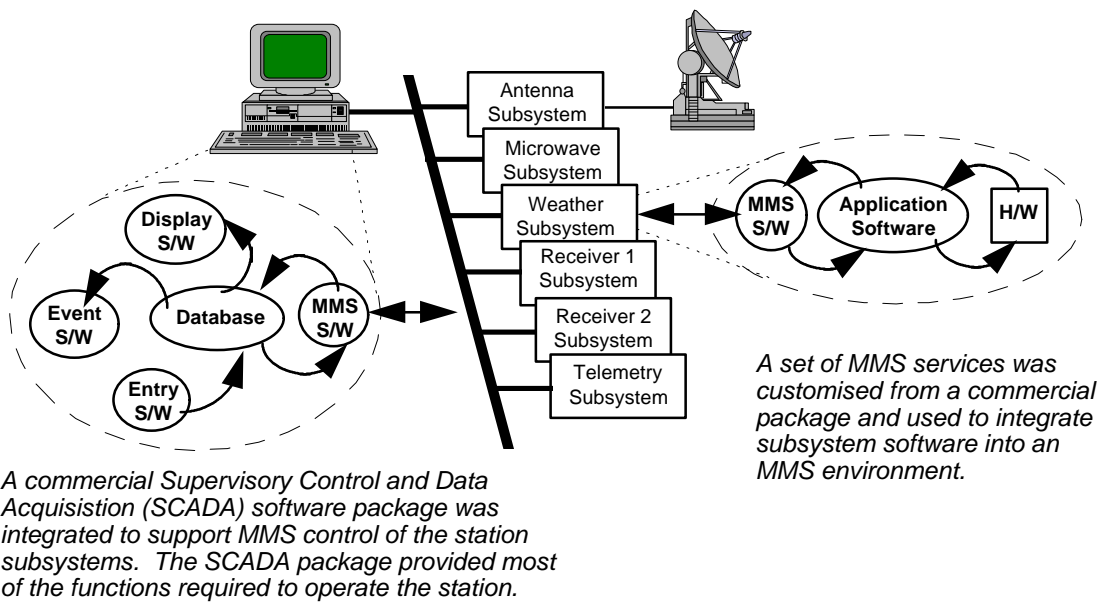 Antenna
Subsystem
Microwave
Subsystem
Weather
Subsystem
Receiver 1
Subsystem
Receiver 2
Subsystem
Telemetry
Subsystem
Display
S/W
Event
S/W
Database
MMS
S/W
Entry
S/W
MMS
S/W
Application
Software
H/W
A set of MMS services was
customised from a commercial
package and used to integrate
subsystem software into an
MMS environment.
A commercial Supervisory Control and Data
Acquisistion (SCADA) software package was
integrated to support MMS control of the station
subsystems.  The SCADA package provided most
of the functions required to operate the station.